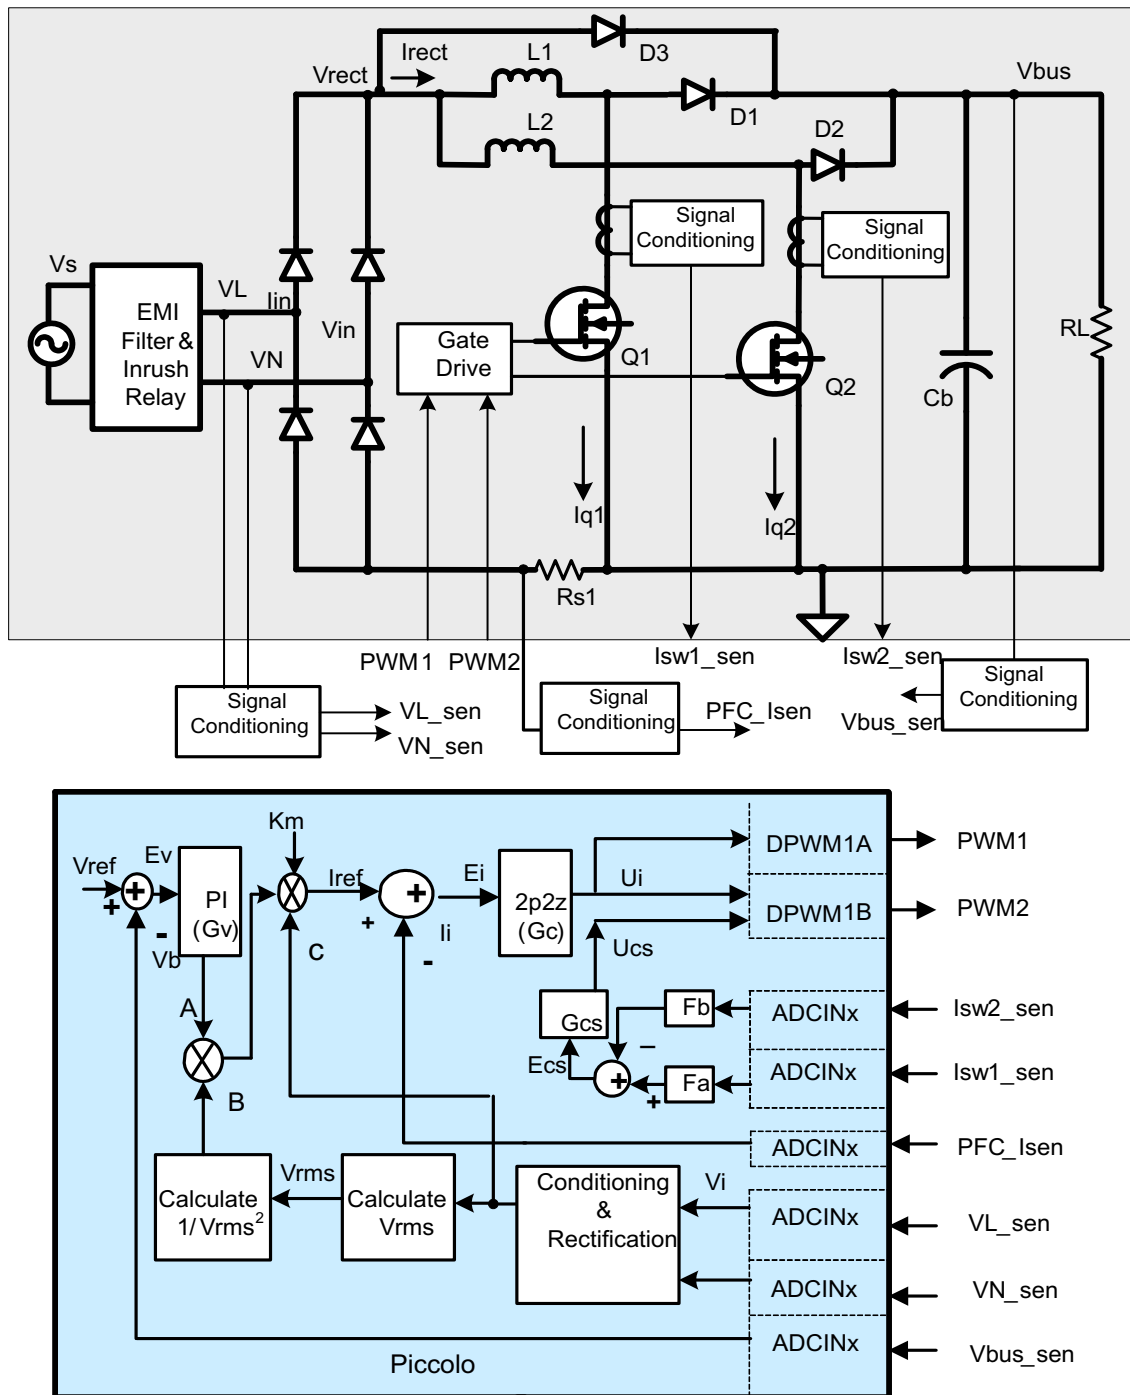 D3
Irect
L1
Vrect
Vbus
D1
L2
D2
Signal
Conditioning
Signal
Conditioning
Vs
VL
Iin
EMI
Filter &
Inrush
Relay
Vin
VN
Gate
Drive
Q1
Q2
RL
Cb
Iq1
Iq2
Rs1
PWM1
PWM2
Isw1_sen
Isw2_sen
Signal
Conditioning
VL_sen
VN_sen
Signal
Conditioning
PFC_Isen
Signal
Conditioning
Vbus_sen
Km
Vref
Ev
+
+
-
Vb
PI
(Gv)
Iref
+
+
-
Ii
Ei
2p2z
(Gc)
Ui
Ucs
DPWM1A
PWM1
DPWM1B
PWM2
C
A
B
Gcs
Ecs
Fb
–
+
+
Fa
ADCINx
Isw2_sen
ADCINx
Isw1_sen
ADCINx
PFC_Isen
Calculate
1/Vrms²
Vrms
Calculate
Vrms
Conditioning
&
Rectification
Vi
ADCINx
VL_sen
ADCINx
VN_sen
ADCINx
Vbus_sen
Piccolo